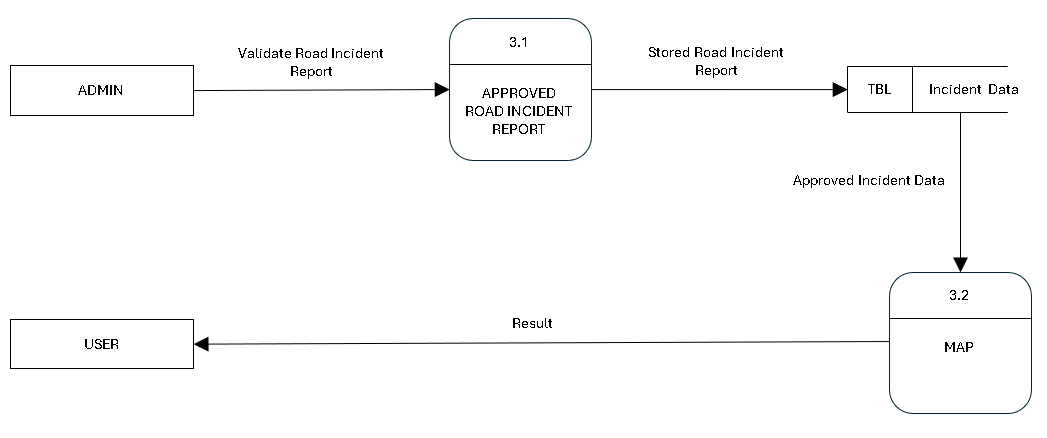 3.1
Validate Road Incident
Report
Stored Road Incident
Report
ADMIN
APPROVED
ROAD INCIDENT
REPORT
TBL
Incident Data
Approved Incident Data
3.2
Result
USER
MAP